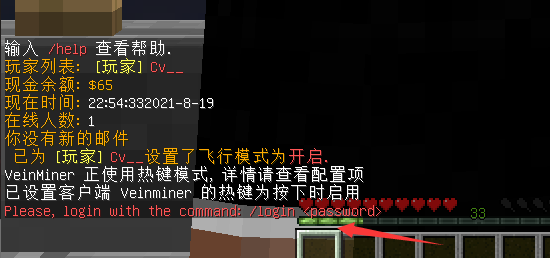 输入 /help 查看帮助.
玩家列表: [玩家] Cv__
现金余额: $65
现在时间: 22:54:332021-8-19
在线人数: 1
你没有新的邮件
已为 [玩家] Cv__设置了飞行模式为开启.
VeinMiner 正使用热键模式, 详情请查看配置项
已设置客户端 Veinminer 的热键为按下时启用
Please, login with the command: /login <password>
33